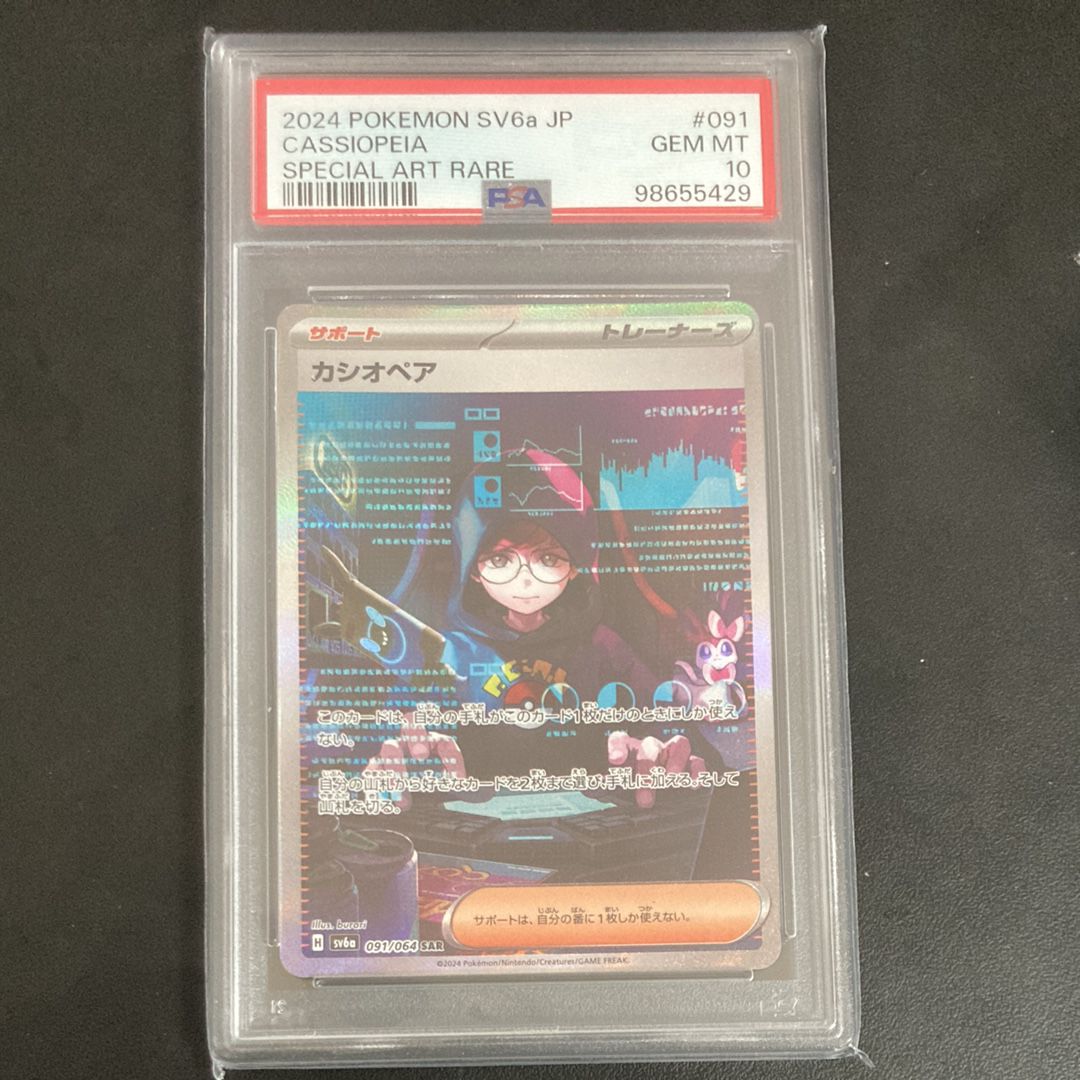 2024 POKEMON SV6a JP #091
CASSIOPEIA GEM MT
SPECIAL ART RARE 10
PSA 98655429
サポート トレーナーズ
カシオペア
このカードは、自分の手札がこのカード1枚だけのときにしか使え
ない。
自分の山札から好きなカードを2枚まで選び、手札に加える。そして
山札を切る。
サポートは、自分の番に1枚しか使えない。
Illus. bucari
H sv6a 091/064 SAR
©2024 Pokémon/Nintendo/Creatures/GAME FREAK.